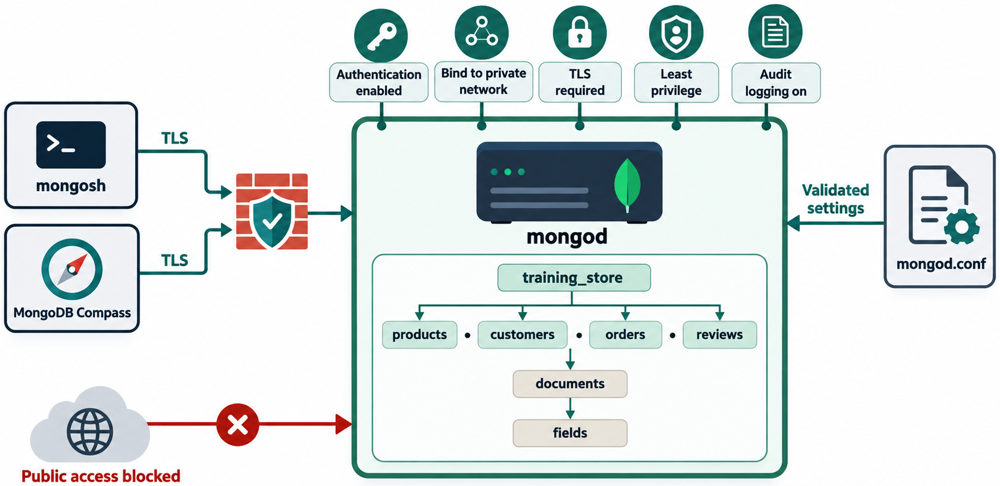 Authentication
enabled
Bind to private
network
TLS
required
Least
privilege
Audit
logging on
mongosh
TLS
MongoDB Compass
TLS
mongod
training_store
products • customers • orders • reviews
documents
fields
Validated
settings
mongod.conf
Public access blocked